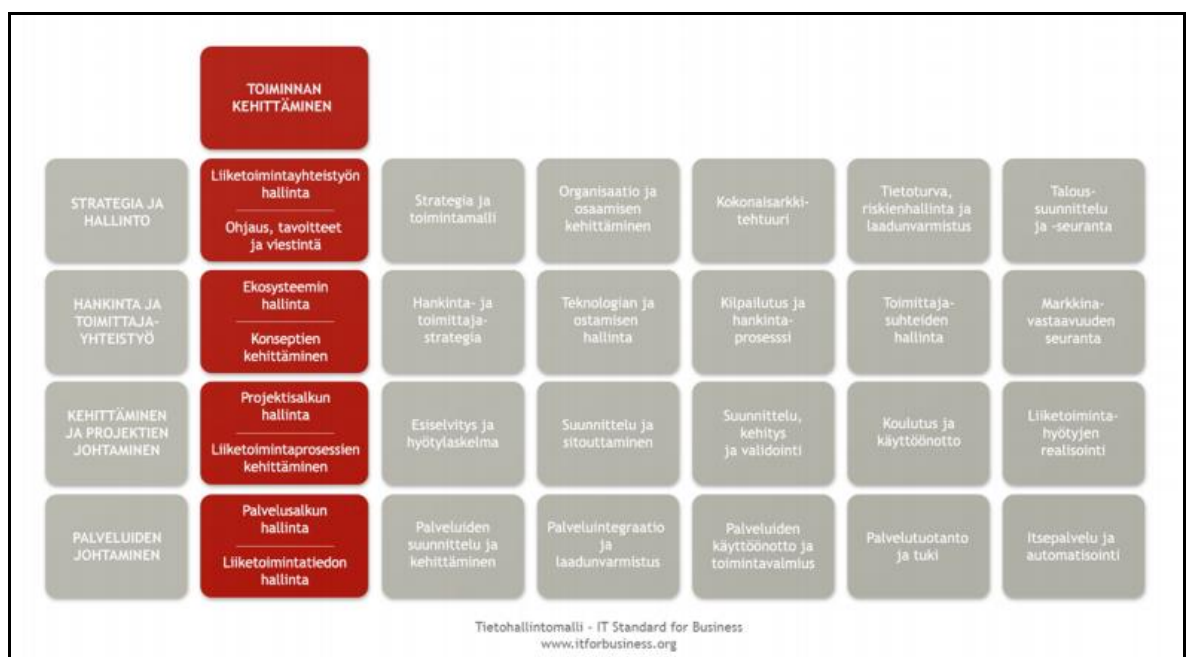 TOIMINNAN
KEHITTÄMINEN
STRATEGIA JA
HALLINTO
Liiketoimintayhteistyön
hallinta
Ohjaus, tavoitteet
ja viestintä
Strategia ja
toimintamalli
Organisaatio ja
osaamisen
kehittäminen
Kokonaisarkki-
tehtuuri
Tietoturva,
riskienhallinta ja
laadunvarmistus
Talous-
suunnittelu
ja -seuranta
HANKINTA JA
TOIMITTAJA-
YHTEISTYÖ
Ekosysteemin
hallinta
Konseptien
kehittäminen
Hankinta- ja
toimittaja-
strategia
Teknologian ja
ostamisen
hallinta
Kilpailutus ja
hankinta-
prosesssi
Toimittaja-
suhteiden
hallinta
Markkina-
vastaavuuden
seuranta
KEHITTÄMINEN
JA PROJEKTIEN
JOHTAMINEN
Projektisalkun
hallinta
Liiketoimintaprosessien
kehittäminen
Esiselvitys ja
hyötylaskelma
Suunnittelu ja
sitouttaminen
Suunnittelu,
kehitys
ja validointi
Koulutus ja
käyttöönotto
Liiketoiminta-
hyötyjen
realisointi
PALVELUIDEN
JOHTAMINEN
Palvelusalkun
hallinta
Liiketoimintatiedon
hallinta
Palveluiden
suunnittelu ja
kehittäminen
Palveluintegraatio
ja
laadunvarmistus
Palveluiden
käyttöönotto ja
toimintavalmius
Palvelutuotanto
ja tuki
Itsepalvelu ja
automatisointi
Tietohallintomalli - IT Standard for Business
www.itforbusiness.org